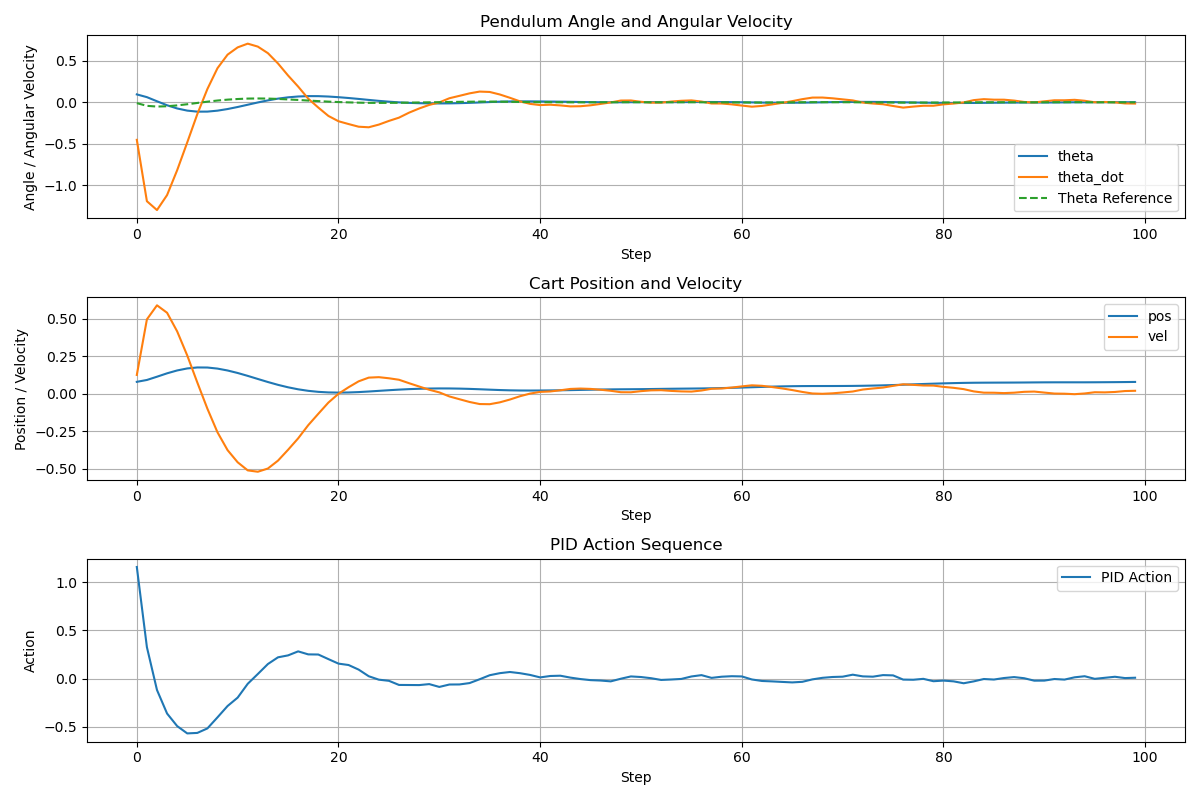 Pendulum Angle and Angular Velocity
Angle / Angular Velocity
0.5
0.0
−0.5
−1.0
theta
theta_dot
Theta Reference
0 20 40 60 80 100
Step
Cart Position and Velocity
Position / Velocity
0.50
0.25
0.00
−0.25
−0.50
pos
vel
0 20 40 60 80 100
Step
PID Action Sequence
Action
1.0
0.5
0.0
−0.5
PID Action
0 20 40 60 80 100
Step